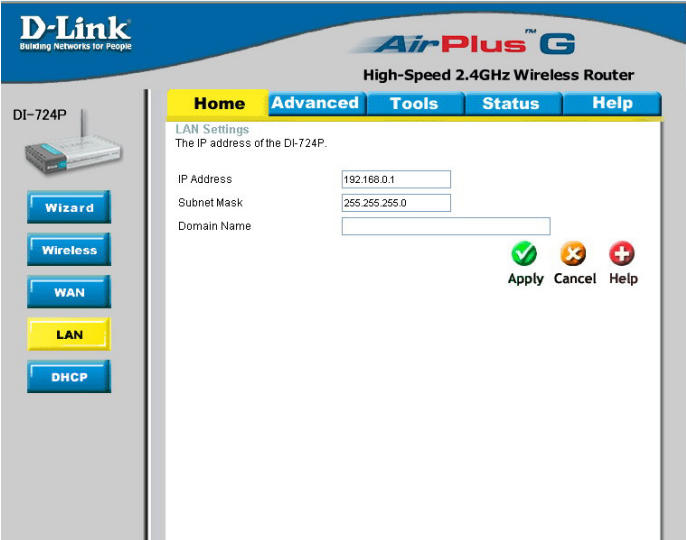 D-Link
Building Networks for People
AirPlus G™
High-Speed 2.4GHz Wireless Router
DI-724P
Home Advanced Tools Status Help
LAN Settings
The IP address of the DI-724P.
IP Address 192.168.0.1
Subnet Mask 255.255.255.0
Domain Name
Apply Cancel Help
Wizard
Wireless
WAN
LAN
DHCP